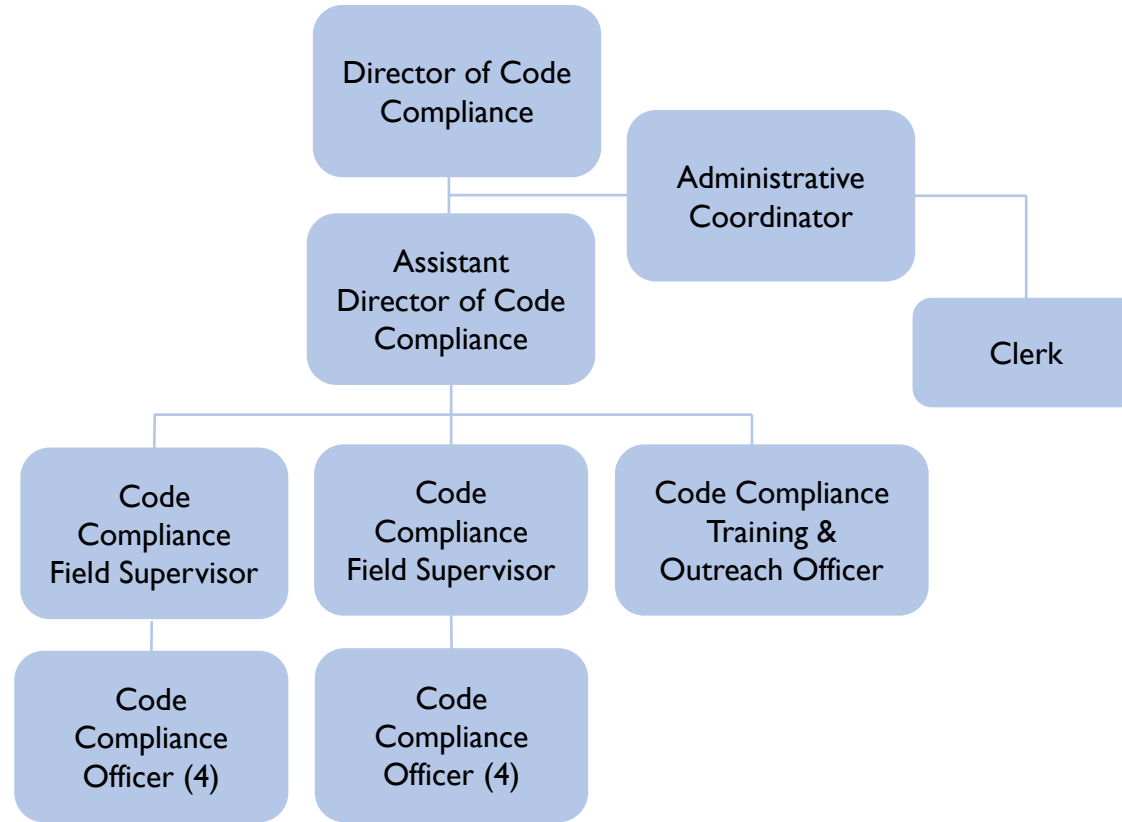 Director of Code
Compliance
Administrative
Coordinator
Assistant
Director of Code
Compliance
Clerk
Code
Compliance
Field Supervisor
Code
Compliance
Field Supervisor
Code Compliance
Training &
Outreach Officer
Code
Compliance
Officer (4)
Code
Compliance
Officer (4)